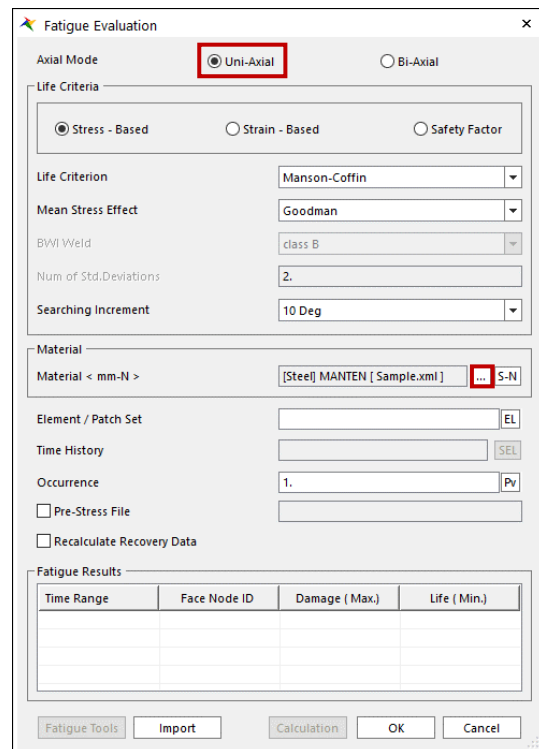 Fatigue Evaluation ×
Axial Mode Uni-Axial Bi-Axial
Life Criteria
Stress - Based Strain - Based Safety Factor
Life Criterion Manson-Coffin
Mean Stress Effect Goodman
BWI Weld class B
Num of Std.Deviations 2.
Searching Increment 10 Deg
Material
Material < mm-N > [Steel] MANTEN [ Sample.xml ] ... S-N
Element / Patch Set EL
Time History SEL
Occurrence 1. Pv
Pre-Stress File
Recalculate Recovery Data
Fatigue Results
Time Range Face Node ID Damage ( Max.) Life ( Min.)
Fatigue Tools Import Calculation OK Cancel